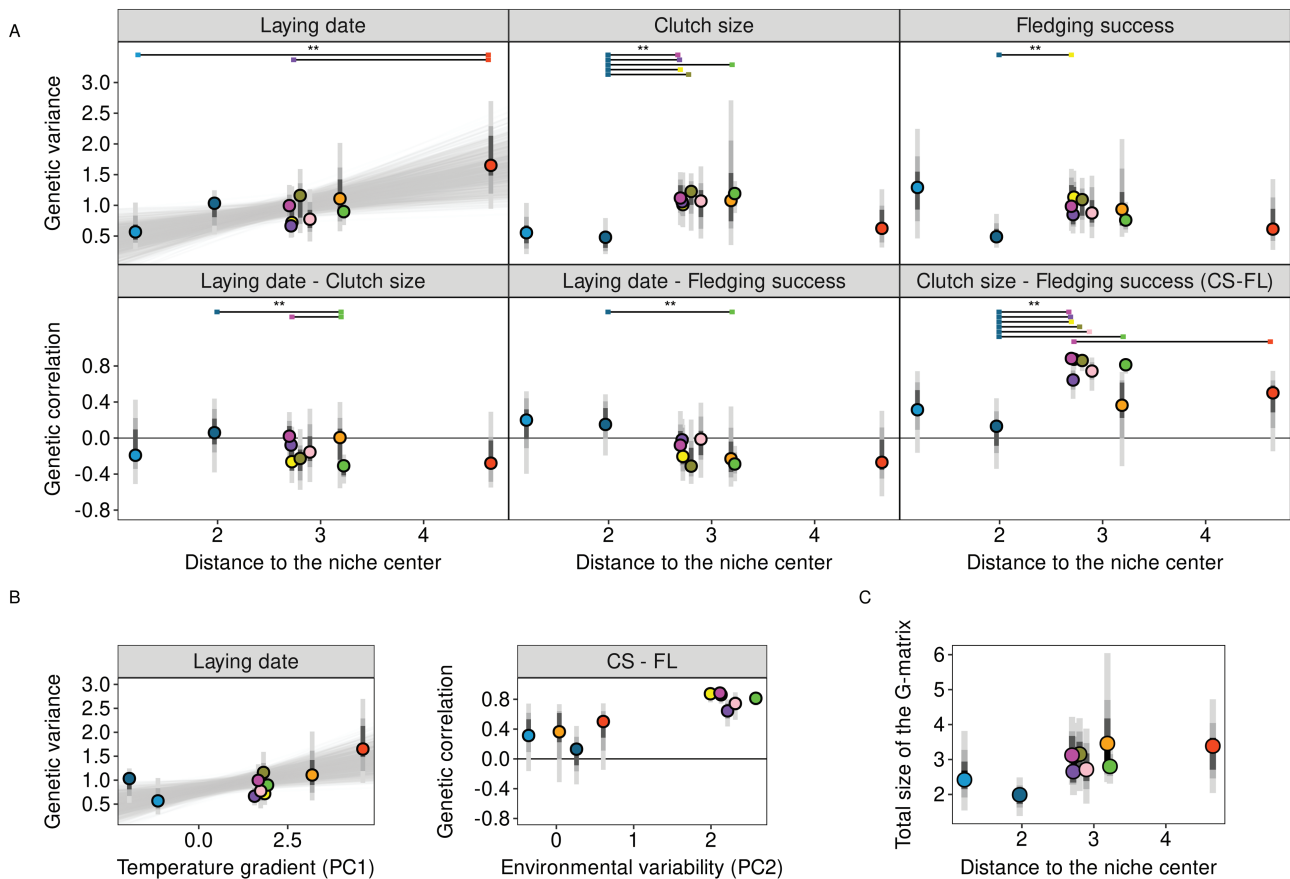 A
Laying date
Clutch size
Fledging success
**
**
**
Genetic variance
3.0
2.5
2.0
1.5
1.0
0.5
Laying date - Clutch size
Laying date - Fledging success
Clutch size - Fledging success (CS-FL)
**
**
**
Genetic correlation
0.8
0.4
0.0
-0.4
-0.8
2 3 4
2 3 4
2 3 4
Distance to the niche center
Distance to the niche center
Distance to the niche center
B
Laying date
Genetic variance
3.0
2.5
2.0
1.5
1.0
0.5
0.0 2.5
Temperature gradient (PC1)
CS - FL
Genetic correlation
0.8
0.4
0.0
-0.4
-0.8
0 1 2
Environmental variability (PC2)
C
Total size of the G-matrix
6
5
4
3
2
2 3 4
Distance to the niche center